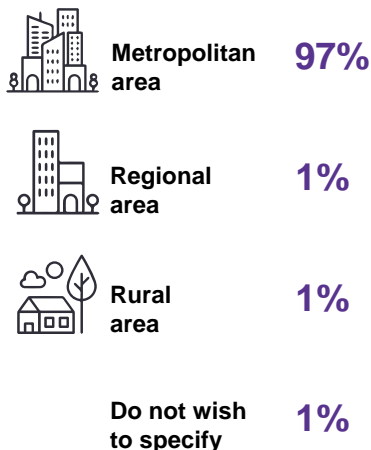 Metropolitan
area
97%
Regional
area
1%
Rural
area
1%
Do not wish
to specify
1%